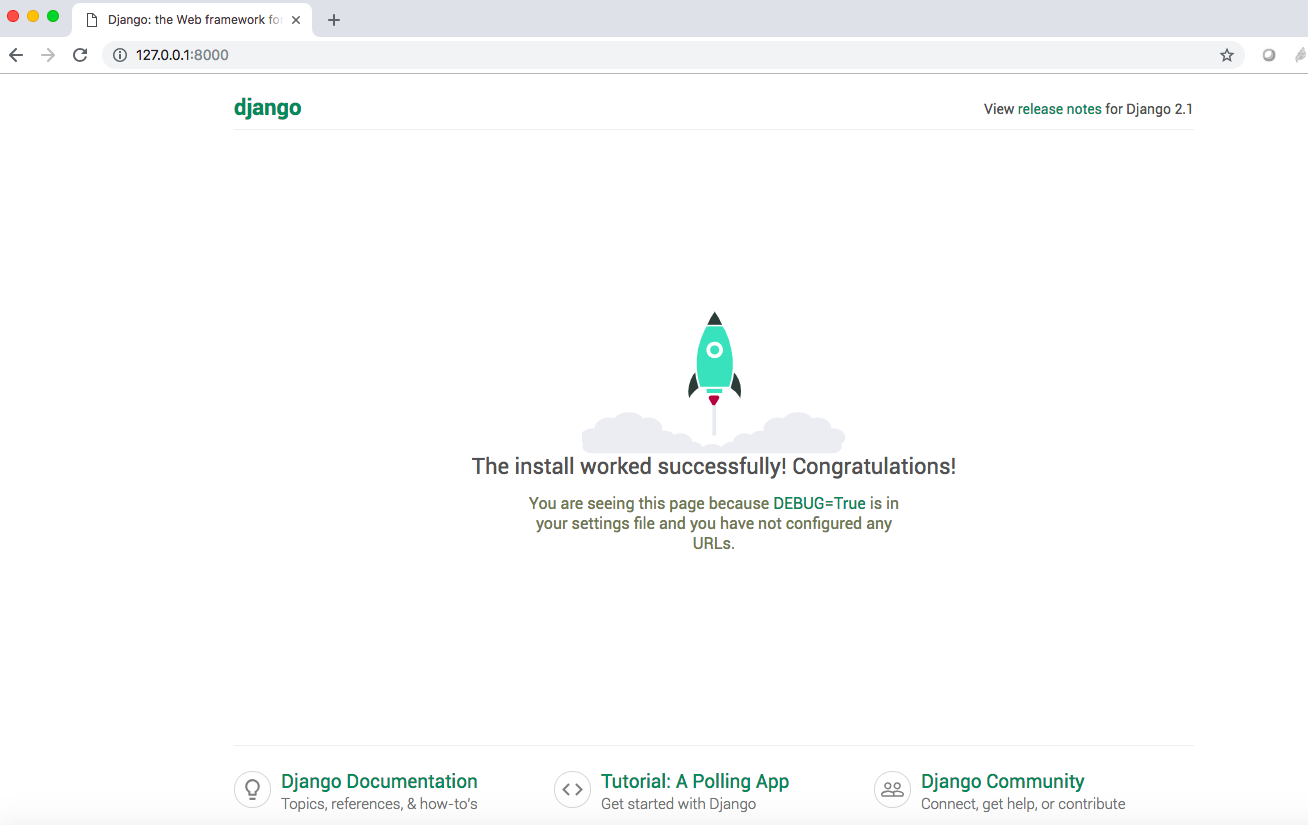 Django: the Web framework fo
127.0.0.1:8000
django
View release notes for Django 2.1
The install worked successfully! Congratulations!
You are seeing this page because DEBUG=True is in
your settings file and you have not configured any
URLs.
Django Documentation
Topics, references, & how-to's
Tutorial: A Polling App
Get started with Django
Django Community
Connect, get help, or contribute